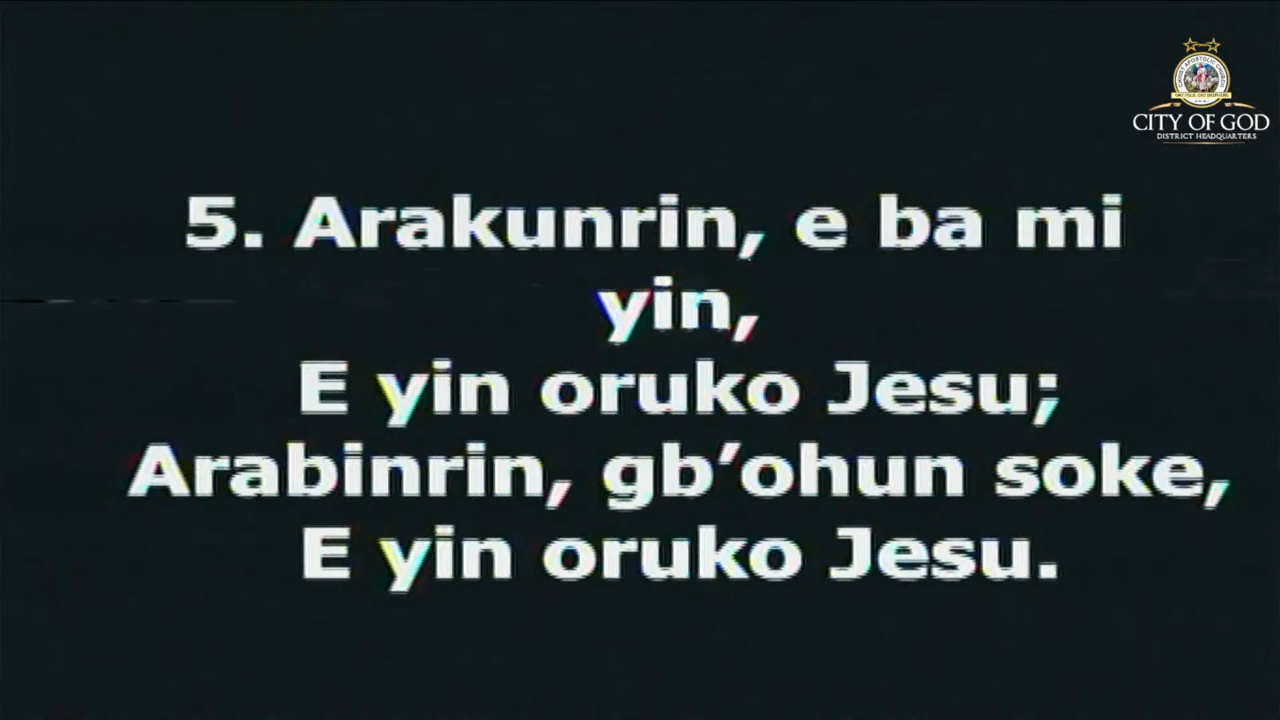 CITY OF GOD
DISTRICT HEADQUARTERS
5. Arakunrin, e ba mi
yin,
E yin oruko Jesu;
Arabinrin, gb’ohun soke,
E yin oruko Jesu.